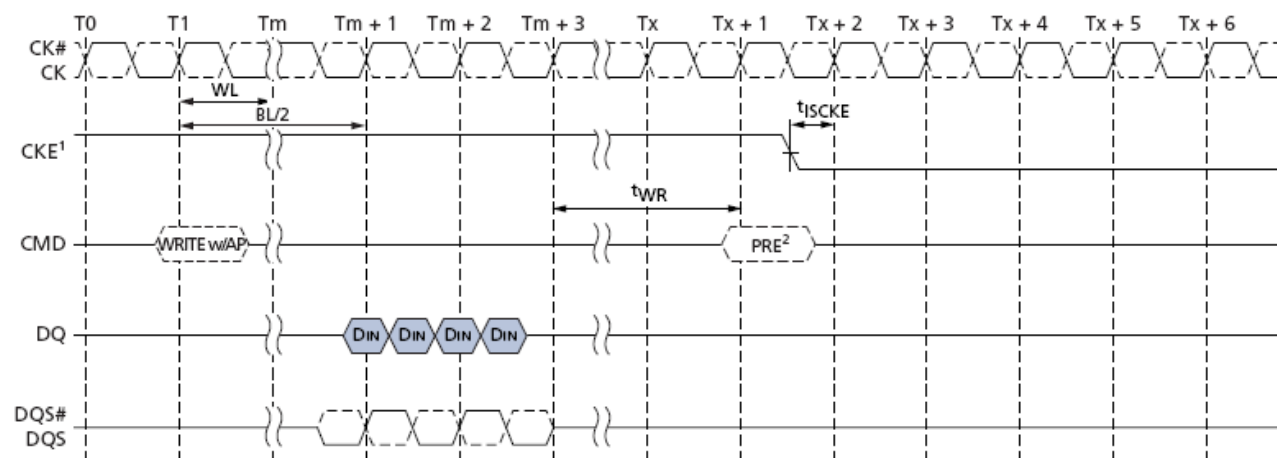 T0 T1 Tm Tm + 1 Tm + 2 Tm + 3 Tx Tx + 1 Tx + 2 Tx + 3 Tx + 4 Tx + 5 Tx + 6
CK#
CK
WL
BL/2
tISCKE
CKE1
tWR
CMD WRITE w/AP PRE2
DQ DIN DIN DIN DIN
DQS#
DQS